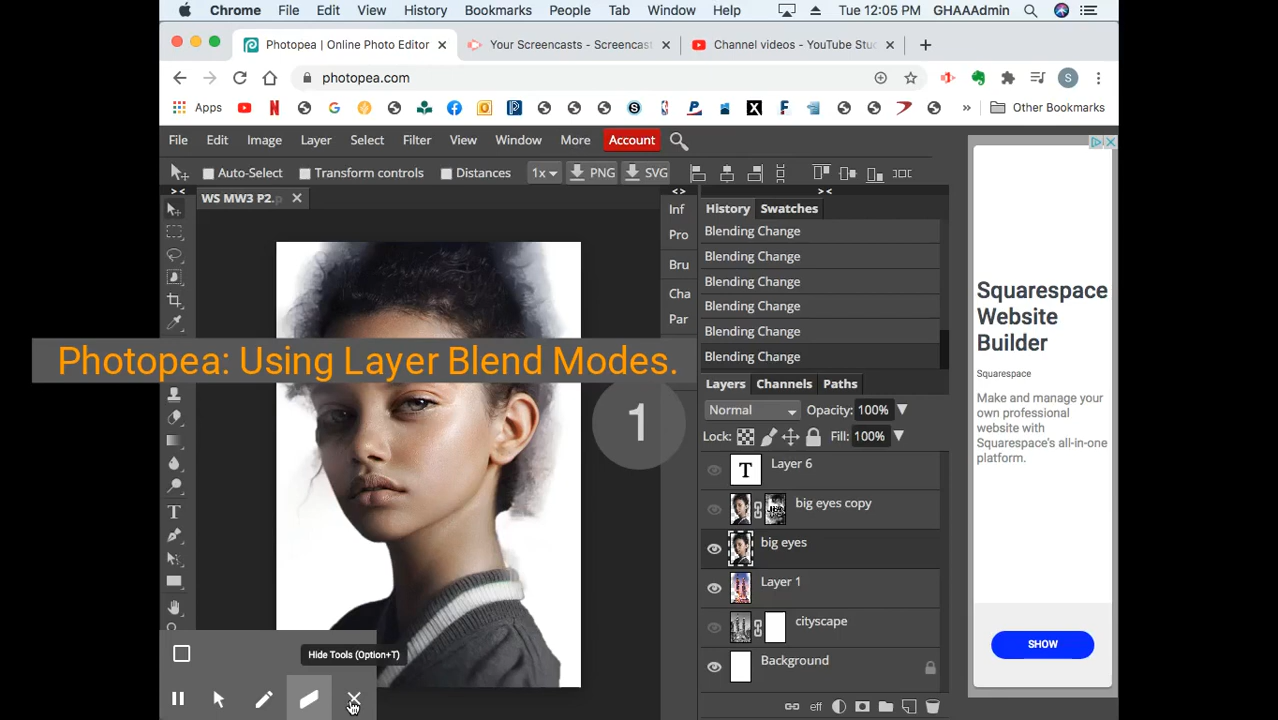 Chrome File Edit View History Bookmarks People Tab Window Help Tue 12:05 PM GHAAAdmin
Photopea | Online Photo Editor Your Screencasts - Screencast Channel videos - YouTube Stu
photopea.com S
Apps Other Bookmarks
File Edit Image Layer Select Filter View Window More Account
Auto-Select Transform controls Distances 1x PNG SVG
WS MW3 P2.p
Inf
Pro
Bru
Cha
Par
History Swatches
Blending Change
Blending Change
Blending Change
Blending Change
Blending Change
Blending Change
Photopea: Using Layer Blend Modes.
1
Layers Channels Paths
Normal Opacity: 100%
Lock: Fill: 100%
T Layer 6
big eyes copy
big eyes
Layer 1
cityscape
Background
eff
Hide Tools (Option+T)
Squarespace
Website
Builder
Squarespace
Make and manage your
own professional
website with
Squarespace's all-in-one
platform.
SHOW